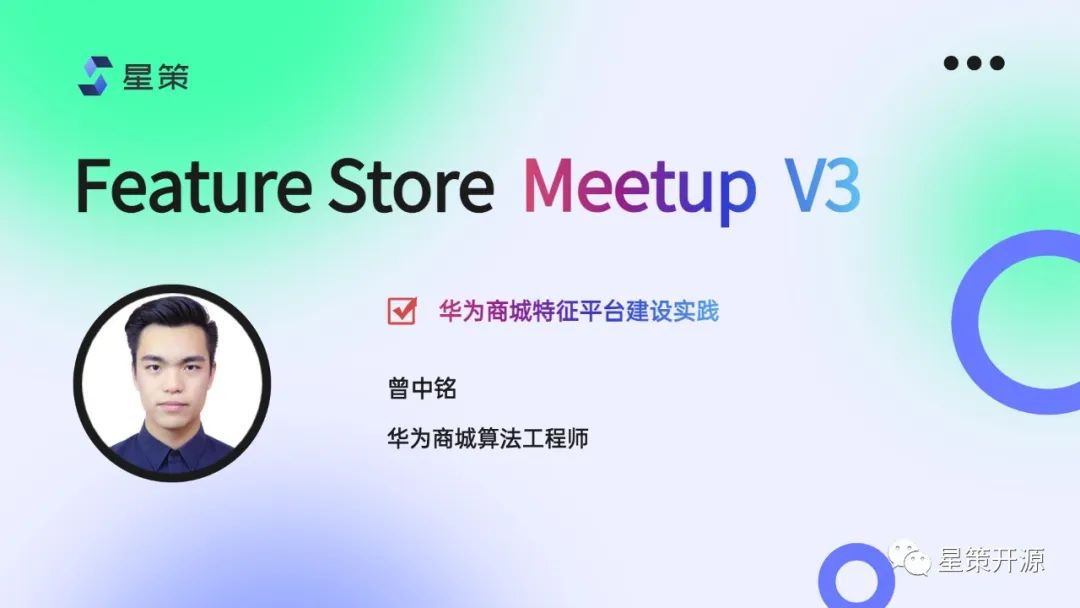 星策
Feature Store Meetup V3
华为商城特征平台建设实践
曾中铭
华为商城算法工程师
星策开源